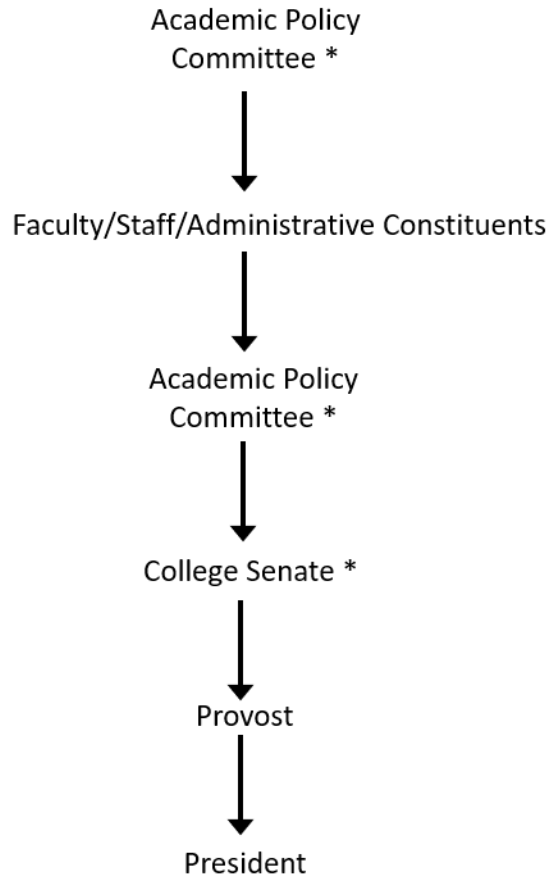 Academic Policy
Committee *
Faculty/Staff/Administrative Constituents
Academic Policy
Committee *
College Senate *
Provost
President